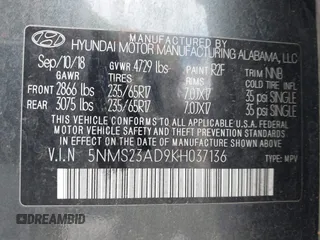 HYUNDAI MOTOR MANUFACTURING ALABAMA, LLC
Sep/10/18 GVWR 4729 lbs PAINT R2F TRIM NNB
GAWR TIRES RIMS COLD TIRE INFL
FRONT 2866 lbs 235/65R17 7.0JX17 35 psi SINGLE
REAR 3075 lbs 235/65R17 7.0JX17 35 psi SINGLE
THIS VEHICLE CONFORMS TO ALL APPLICABLE
FEDERAL MOTOR VEHICLE SAFETY AND THEFT
PREVENTION STANDARDS IN EFFECT ON THE
DATE OF MANUFACTURE SHOWN ABOVE.
V.I.N 5NMS23AD9KH037136 TYPE: MPV
© DREAMBID